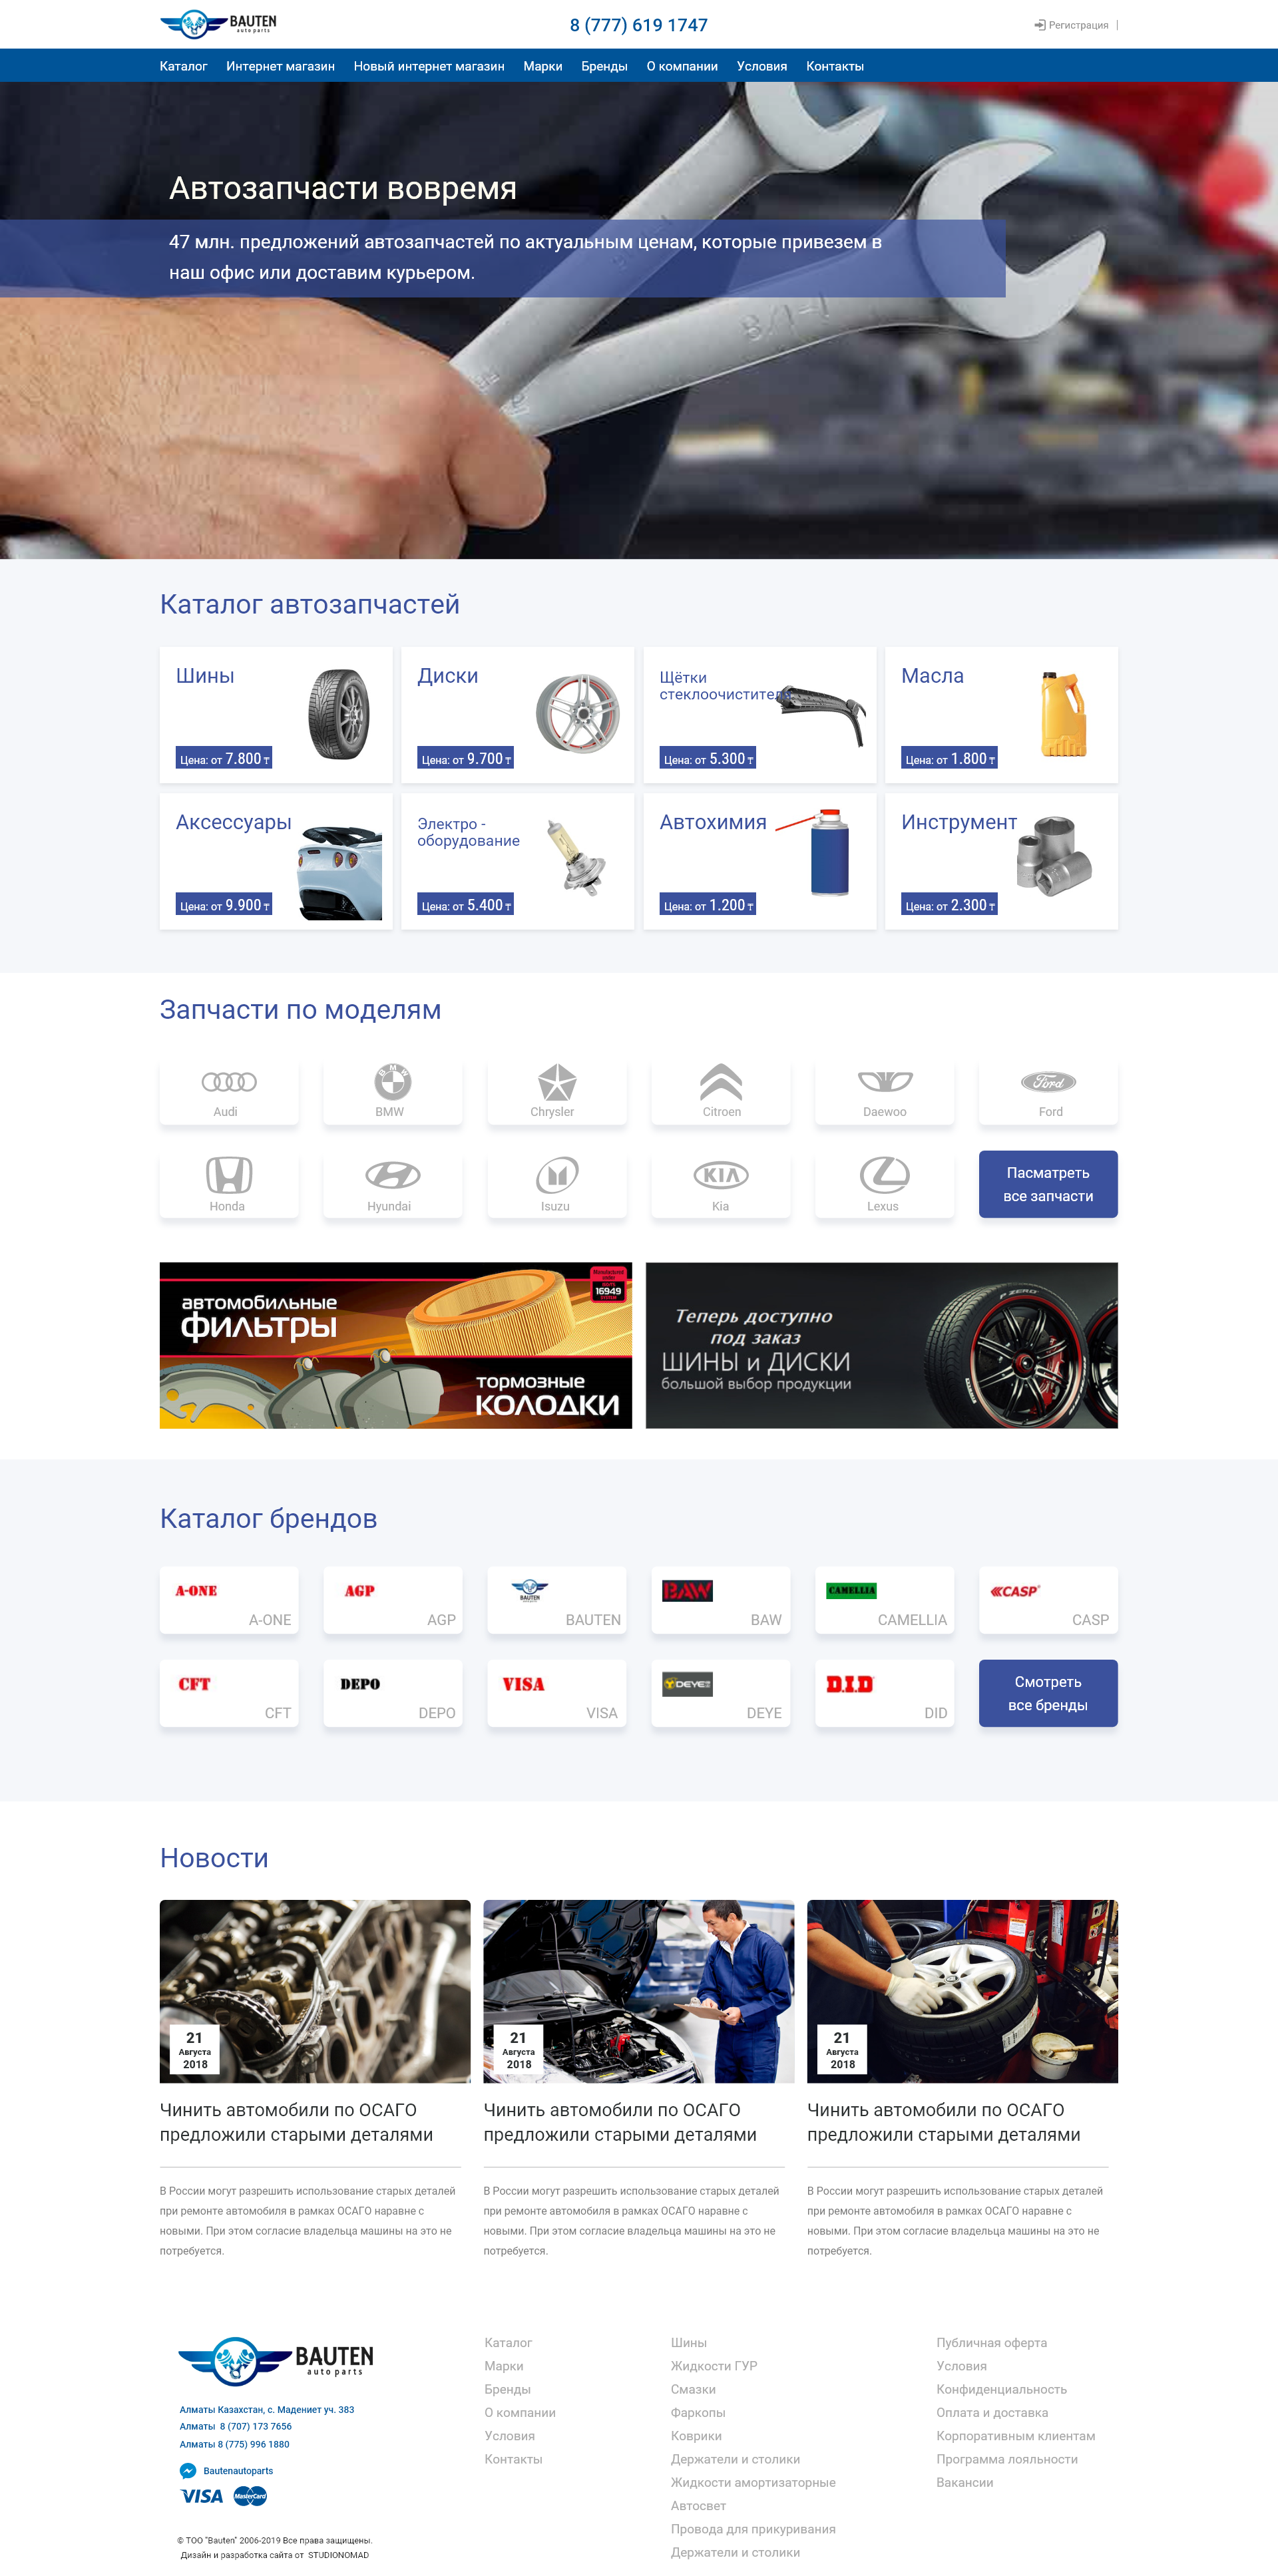 BAUTEN
auto parts
8 (777) 619 1747
Регистрация
Каталог Интернет магазин Новый интернет магазин Марки Бренды О компании Условия Контакты
Автозапчасти вовремя
47 млн. предложений автозапчастей по актуальным ценам, которые привезем в
наш офис или доставим курьером.
Каталог автозапчастей
Шины
Цена: от 7.800 ₸
Диски
Цена: от 9.700 ₸
Щётки
стеклоочистителя
Цена: от 5.300 ₸
Масла
Цена: от 1.800 ₸
Аксессуары
Цена: от 9.900 ₸
Электро -
оборудование
Цена: от 5.400 ₸
Автохимия
Цена: от 1.200 ₸
Инструмент
Цена: от 2.300 ₸
Запчасти по моделям
Audi
BMW
BMW
Chrysler
Citroen
Daewoo
Ford
Ford
Honda
Hyundai
Isuzu
KIA
Kia
Lexus
Пасматреть
все запчасти
автомобильные
фильтры
Manufactured
under
ISO/TS
16949
SYSTEM
тормозные
колодки
Теперь доступно
под заказ
ШИНЫ и ДИСКИ
большой выбор продукции
P ZERO
Каталог брендов
A-ONE
A-ONE
AGP
AGP
BAUTEN
BAUTEN
BAW
BAW
CAMELLIA
CAMELLIA
CASP
CASP
CFT
CFT
DEPO
DEPO
VISA
VISA
DEYE
DEYE
D.I.D
DID
Смотреть
все бренды
Новости
21
Августа
2018
Чинить автомобили по ОСАГО
предложили старыми деталями
В России могут разрешить использование старых деталей
при ремонте автомобиля в рамках ОСАГО наравне с
новыми. При этом согласие владельца машины на это не
потребуется.
21
Августа
2018
Чинить автомобили по ОСАГО
предложили старыми деталями
В России могут разрешить использование старых деталей
при ремонте автомобиля в рамках ОСАГО наравне с
новыми. При этом согласие владельца машины на это не
потребуется.
21
Августа
2018
Чинить автомобили по ОСАГО
предложили старыми деталями
В России могут разрешить использование старых деталей
при ремонте автомобиля в рамках ОСАГО наравне с
новыми. При этом согласие владельца машины на это не
потребуется.
BAUTEN
auto parts
Алматы Казахстан, с. Мадениет уч. 383
Алматы 8 (707) 173 7656
Алматы 8 (775) 996 1880
Bautenautoparts
VISA MasterCard
© ТОО "Bauten" 2006-2019 Все права защищены.
Дизайн и разработка сайта от STUDIONOMAD
Каталог
Марки
Бренды
О компании
Условия
Контакты
Шины
Жидкости ГУР
Смазки
Фаркопы
Коврики
Держатели и столики
Жидкости амортизаторные
Автосвет
Провода для прикуривания
Держатели и столики
Публичная оферта
Условия
Конфиденциальность
Оплата и доставка
Корпоративным клиентам
Программа лояльности
Вакансии